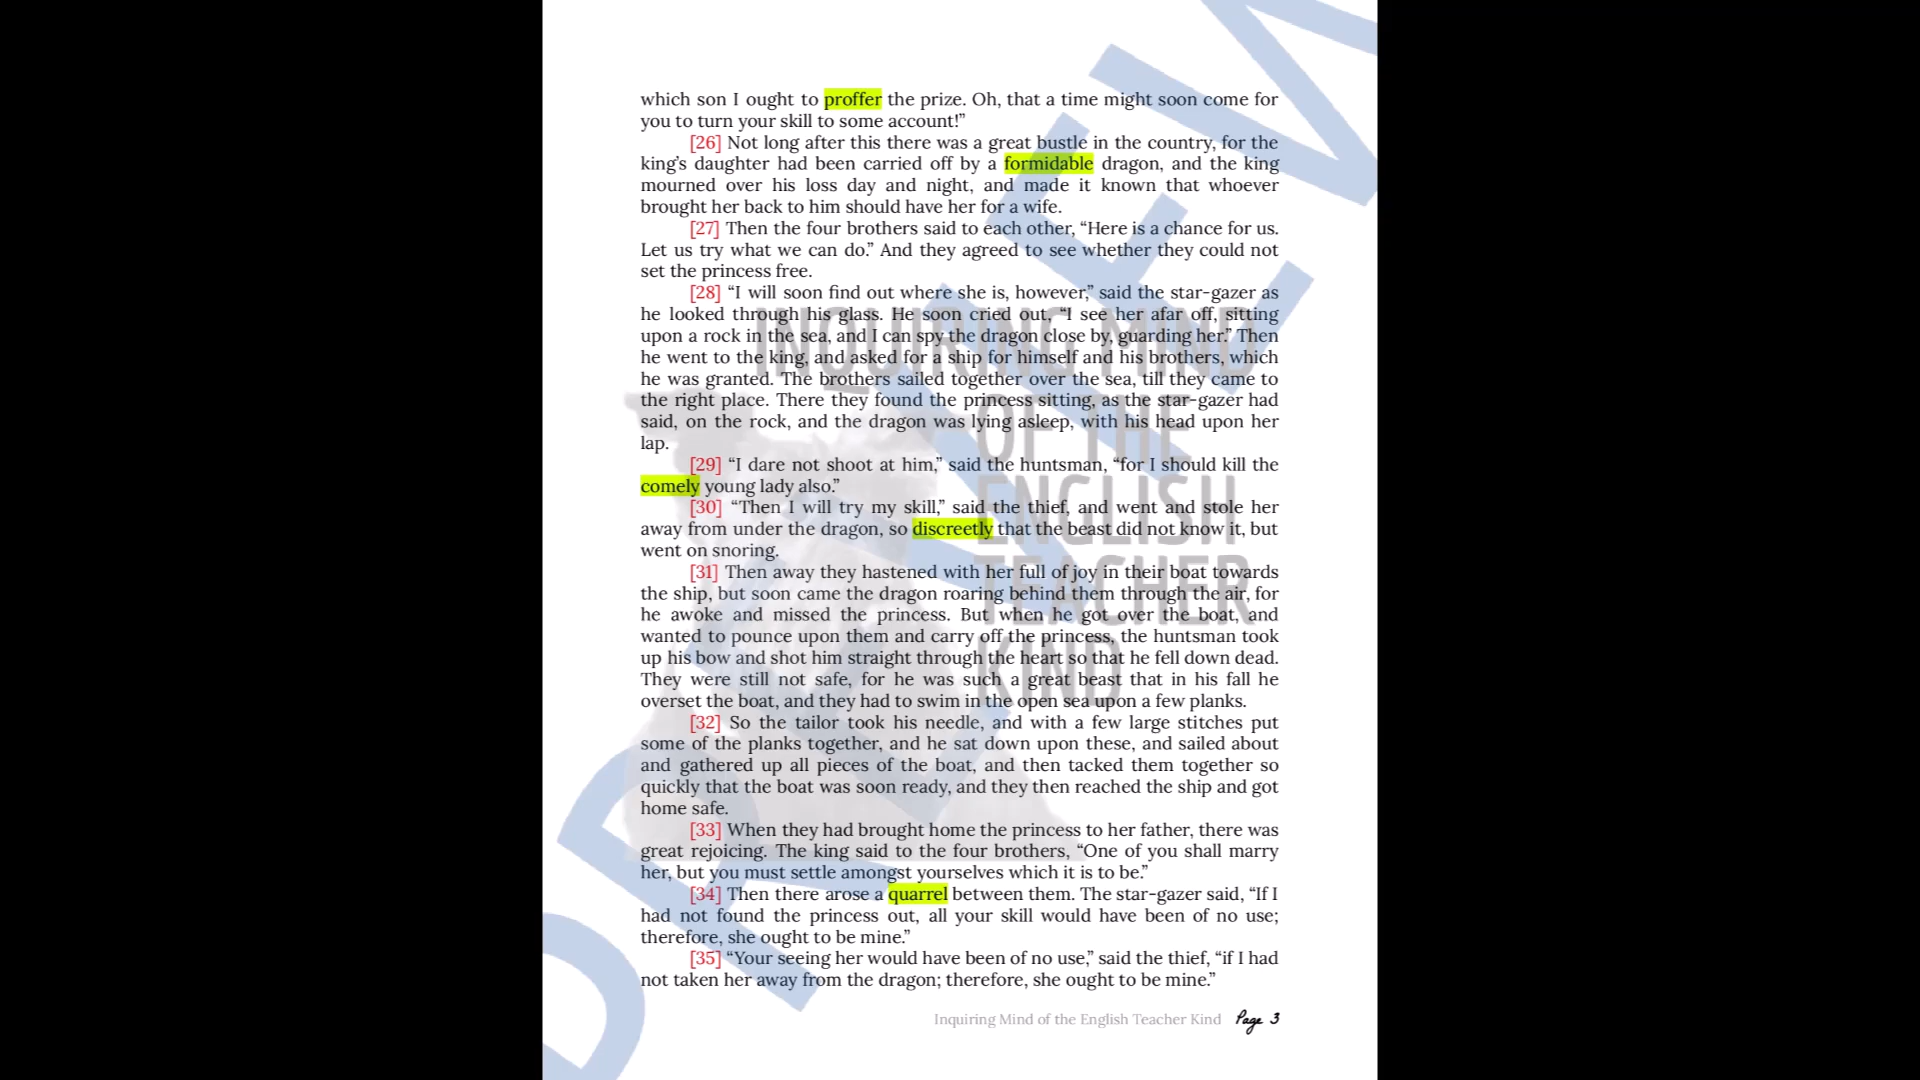 which son I ought to proffer the prize. Oh, that a time might soon come for
you to turn your skill to some account!”
[26] Not long after this there was a great bustle in the country, for the
king’s daughter had been carried off by a formidable dragon, and the king
mourned over his loss day and night, and made it known that whoever
brought her back to him should have her for a wife.
[27] Then the four brothers said to each other, “Here is a chance for us.
Let us try what we can do.” And they agreed to see whether they could not
set the princess free.
[28] “I will soon find out where she is, however,” said the star-gazer as
he looked through his glass. He soon cried out, “I see her afar off, sitting
upon a rock in the sea, and I can spy the dragon close by, guarding her.” Then
he went to the king, and asked for a ship for himself and his brothers, which
he was granted. The brothers sailed together over the sea, till they came to
the right place. There they found the princess sitting, as the star-gazer had
said, on the rock, and the dragon was lying asleep, with his head upon her
lap.
[29] “I dare not shoot at him,” said the huntsman, “for I should kill the
comely young lady also.”
[30] “Then I will try my skill,” said the thief, and went and stole her
away from under the dragon, so discreetly that the beast did not know it, but
went on snoring.
[31] Then away they hastened with her full of joy in their boat towards
the ship, but soon came the dragon roaring behind them through the air, for
he awoke and missed the princess. But when he got over the boat, and
wanted to pounce upon them and carry off the princess, the huntsman took
up his bow and shot him straight through the heart so that he fell down dead.
They were still not safe, for he was such a great beast that in his fall he
overset the boat, and they had to swim in the open sea upon a few planks.
[32] So the tailor took his needle, and with a few large stitches put
some of the planks together, and he sat down upon these, and sailed about
and gathered up all pieces of the boat, and then tacked them together so
quickly that the boat was soon ready, and they then reached the ship and got
home safe.
[33] When they had brought home the princess to her father, there was
great rejoicing. The king said to the four brothers, “One of you shall marry
her, but you must settle amongst yourselves which it is to be.”
[34] Then there arose a quarrel between them. The star-gazer said, “If I
had not found the princess out, all your skill would have been of no use;
therefore, she ought to be mine.”
[35] “Your seeing her would have been of no use,” said the thief, “if I had
not taken her away from the dragon; therefore, she ought to be mine.”
Inquiring Mind of the English Teacher Kind Page 3
INQUIRING MIND
OF THE
ENGLISH
TEACHER
KIND
PREVIEW